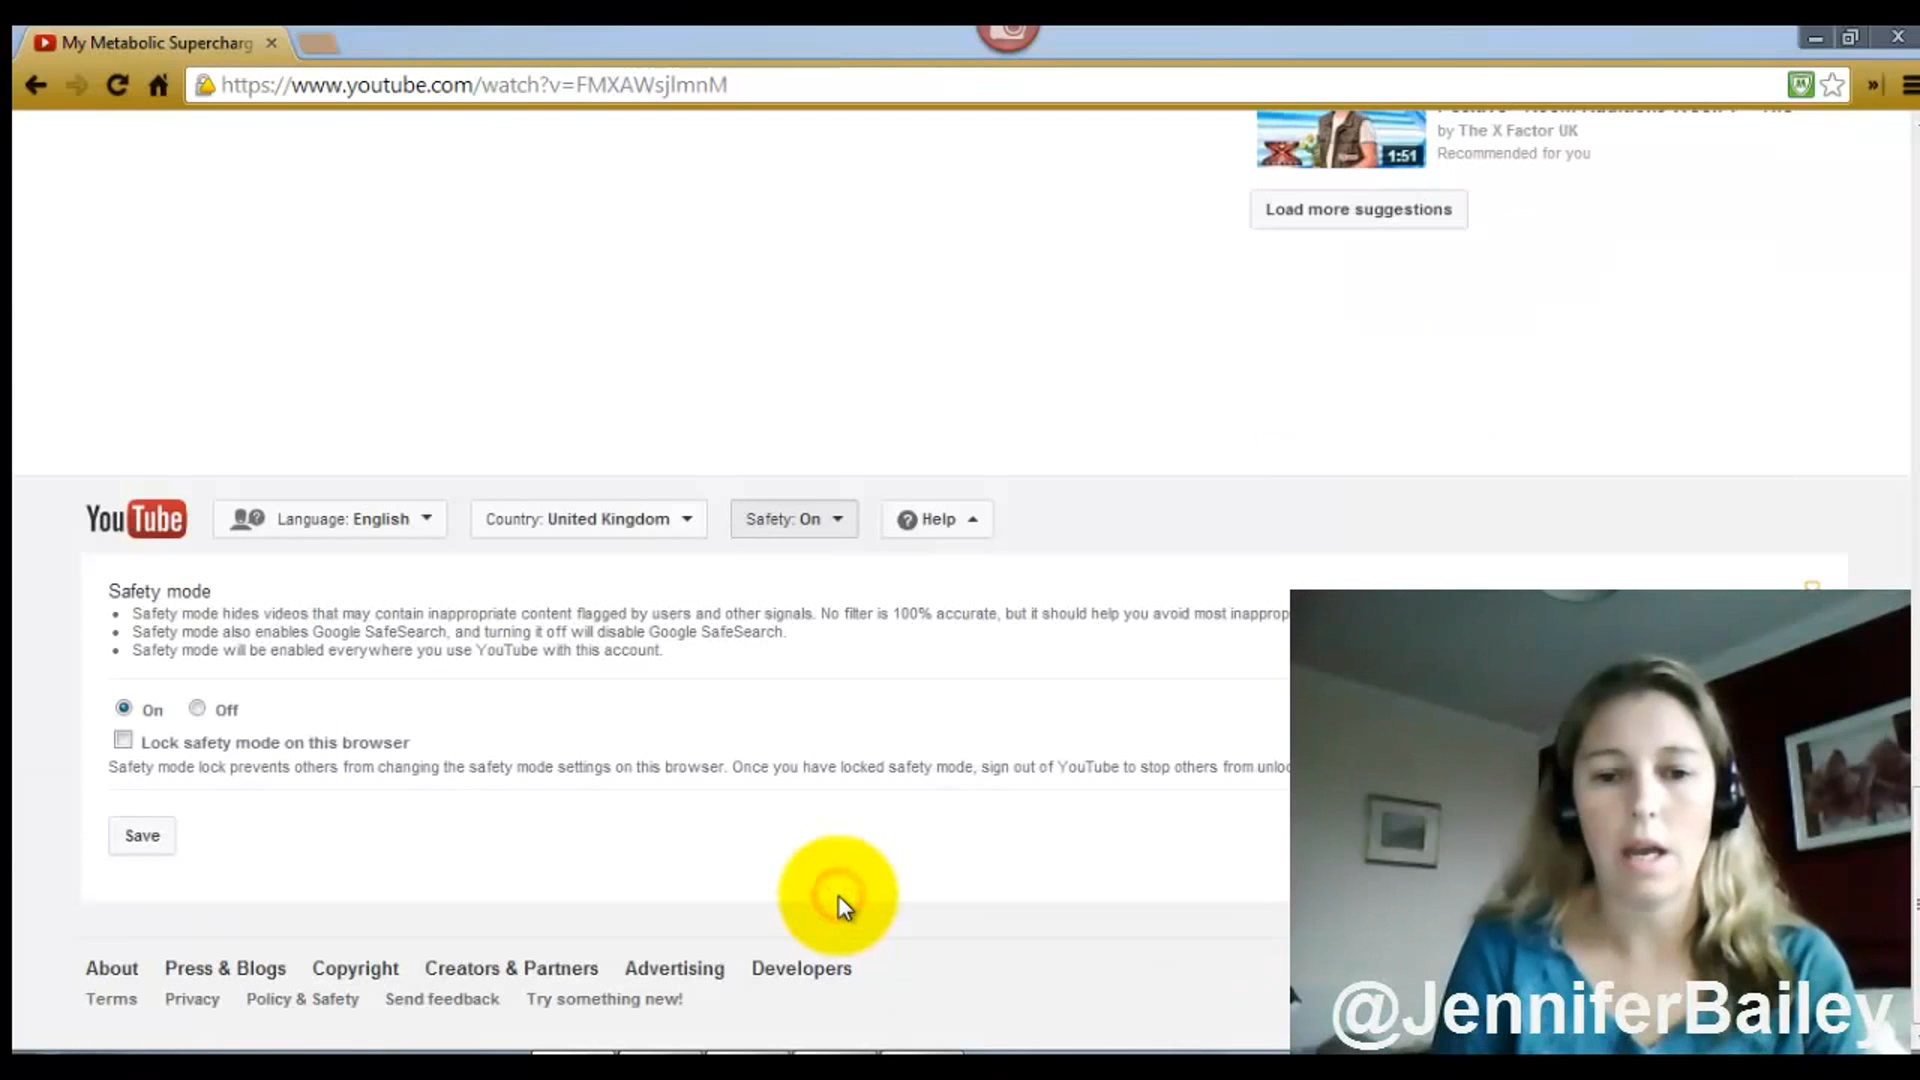 My Metabolic Supercharg
https://www.youtube.com/watch?v=FMXAWsjlmnM
by The X Factor UK
1:51
Recommended for you
Load more suggestions
YouTube
Language: English
Country: United Kingdom
Safety: On
Help
Safety mode
Safety mode hides videos that may contain inappropriate content flagged by users and other signals. No filter is 100% accurate, but it should help you avoid most inapprop
Safety mode also enables Google SafeSearch, and turning it off will disable Google SafeSearch.
Safety mode will be enabled everywhere you use YouTube with this account.
On Off
Lock safety mode on this browser
Safety mode lock prevents others from changing the safety mode settings on this browser. Once you have locked safety mode, sign out of YouTube to stop others from unloc
Save
About Press & Blogs Copyright Creators & Partners Advertising Developers
Terms Privacy Policy & Safety Send feedback Try something new!
@JenniferBailey